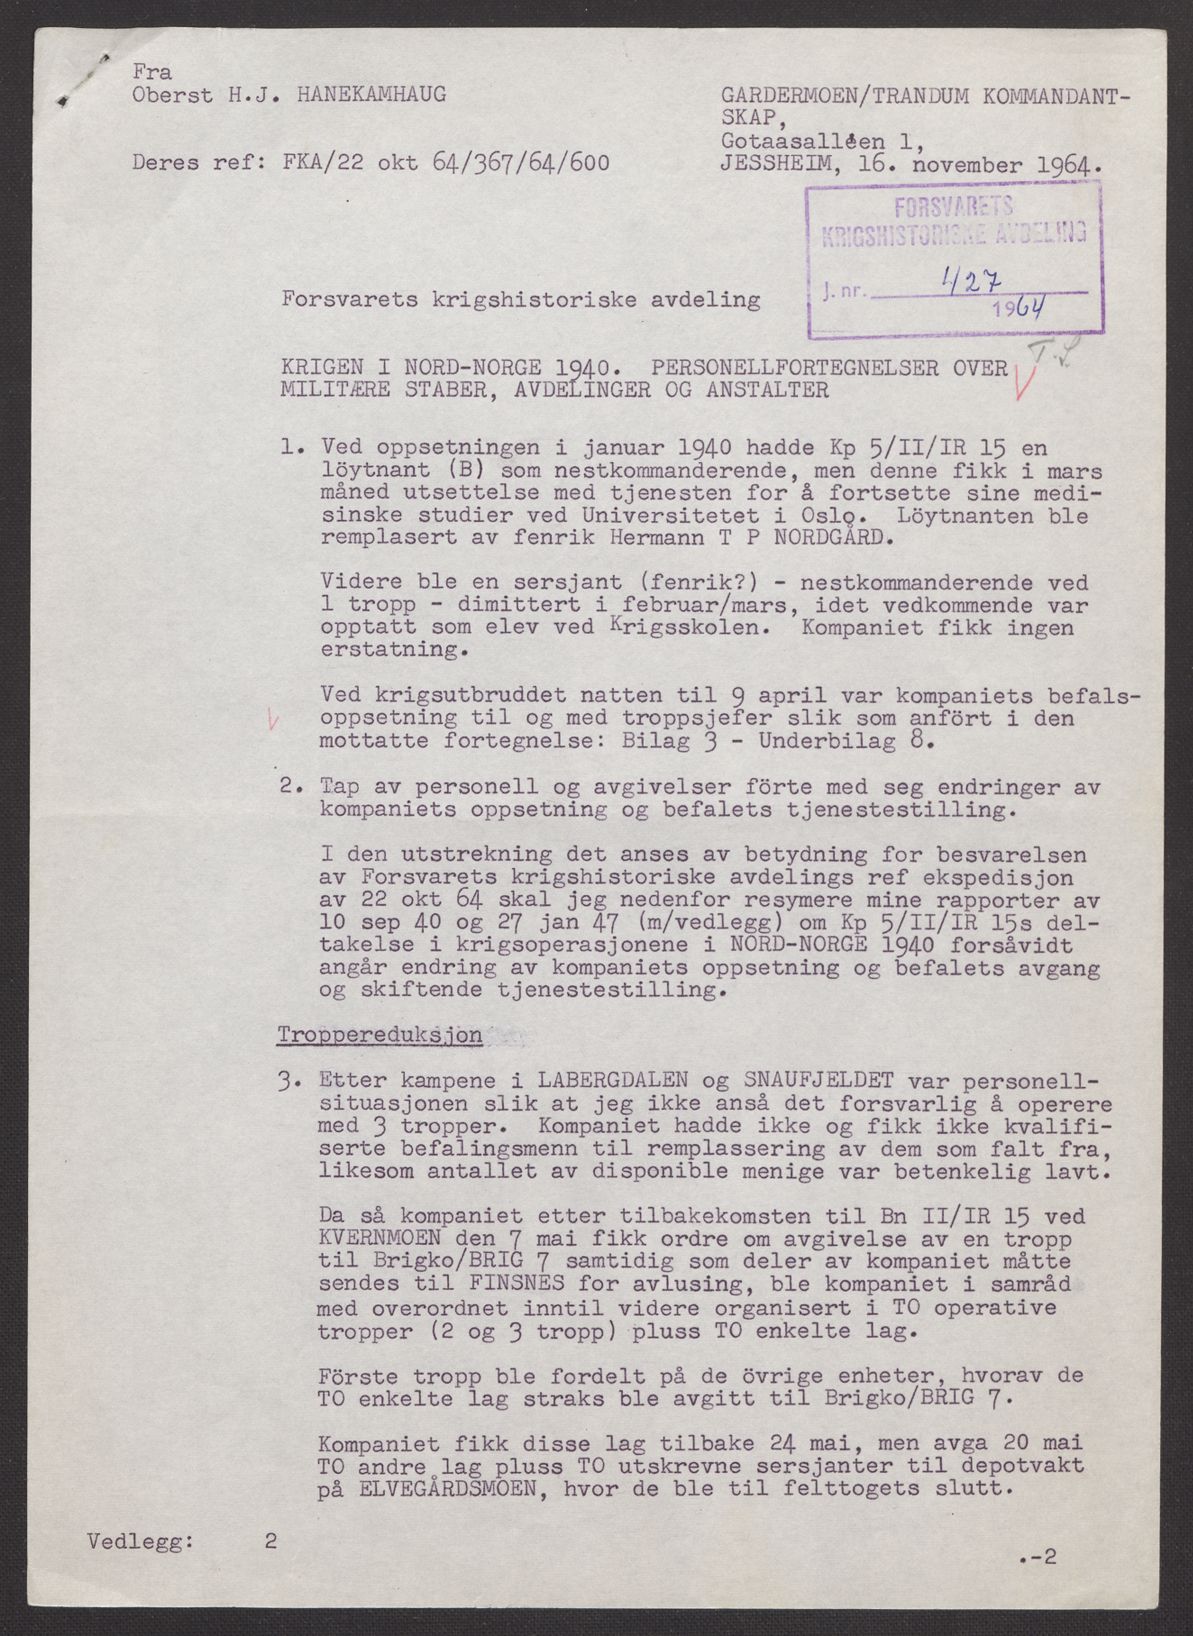 Fra
Oberst H.J. HANEKAMHAUG
GARDERMOEN/TRANDUM KOMMANDANT-
SKAP,
Gotaasalléen 1,
Deres ref: FKA/22 okt 64/367/64/600
JESSHEIM, 16. november 1964.
FORSVARETS
KRIGSHISTORISKE AVDELING
J. nr. 427
1964
Forsvarets krigshistoriske avdeling
T.S.
KRIGEN I NORD-NORGE 1940. PERSONELLFORTEGNELSER OVER
MILITÆRE STABER, AVDELINGER OG ANSTALTER
1. Ved oppsetningen i januar 1940 hadde Kp 5/II/IR 15 en
löytnant (B) som nestkommanderende, men denne fikk i mars
måned utsettelse med tjenesten for å fortsette sine medi-
sinske studier ved Universitetet i Oslo. Löytnanten ble
remplasert av fenrik Hermann T P NORDGÅRD.
Videre ble en sersjant (fenrik?) - nestkommanderende ved
1 tropp - dimittert i februar/mars, idet vedkommende var
opptatt som elev ved Krigsskolen. Kompaniet fikk ingen
erstatning.
Ved krigsutbruddet natten til 9 april var kompaniets befals-
oppsetning til og med troppsjefer slik som anfört i den
mottatte fortegnelse: Bilag 3 - Underbilag 8.
2. Tap av personell og avgivelser förte med seg endringer av
kompaniets oppsetning og befalets tjenestestilling.
I den utstrekning det anses av betydning for besvarelsen
av Forsvarets krigshistoriske avdelings ref ekspedisjon
av 22 okt 64 skal jeg nedenfor resymere mine rapporter av
10 sep 40 og 27 jan 47 (m/vedlegg) om Kp 5/II/IR 15s del-
takelse i krigsoperasjonene i NORD-NORGE 1940 forsåvidt
angår endring av kompaniets oppsetning og befalets avgang
og skiftende tjenestestilling.
Troppereduksjon
3. Etter kampene i LABERGDALEN og SNAUFJELDET var personell-
situasjonen slik at jeg ikke anså det forsvarlig å operere
med 3 tropper. Kompaniet hadde ikke og fikk ikke kvalifi-
serte befalingsmenn til remplassering av dem som falt fra,
likesom antallet av disponible menige var betenkelig lavt.
Da så kompaniet etter tilbakekomsten til Bn II/IR 15 ved
KVERNMOEN den 7 mai fikk ordre om avgivelse av en tropp
til Brigko/BRIG 7 samtidig som deler av kompaniet måtte
sendes til FINSNES for avlusing, ble kompaniet i samråd
med overordnet inntil videre organisert i TO operative
tropper (2 og 3 tropp) pluss TO enkelte lag.
Förste tropp ble fordelt på de övrige enheter, hvorav de
TO enkelte lag straks ble avgitt til Brigko/BRIG 7.
Kompaniet fikk disse lag tilbake 24 mai, men avga 20 mai
TO andre lag pluss TO utskrevne sersjanter til depotvakt
på ELVEGÅRDSMOEN, hvor de ble til felttogets slutt.
Vedlegg: 2
.-2